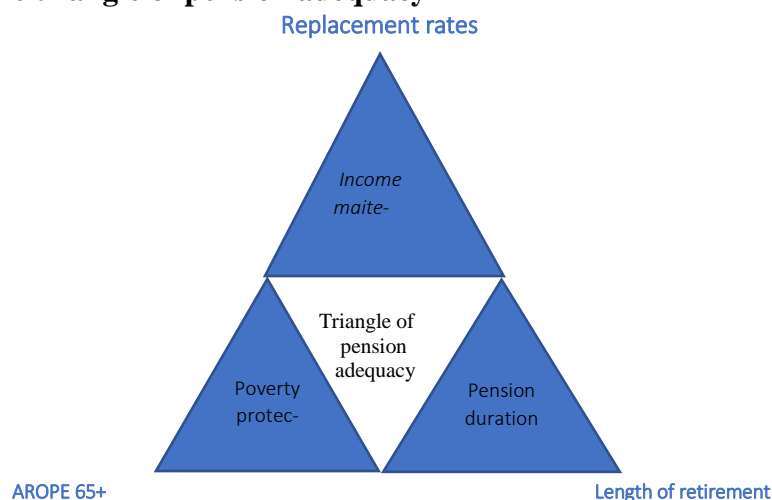 Replacement rates
Income
maite-
Triangle of
pension
adequacy
Poverty
protec-
Pension
duration
AROPE 65+
Length of retirement